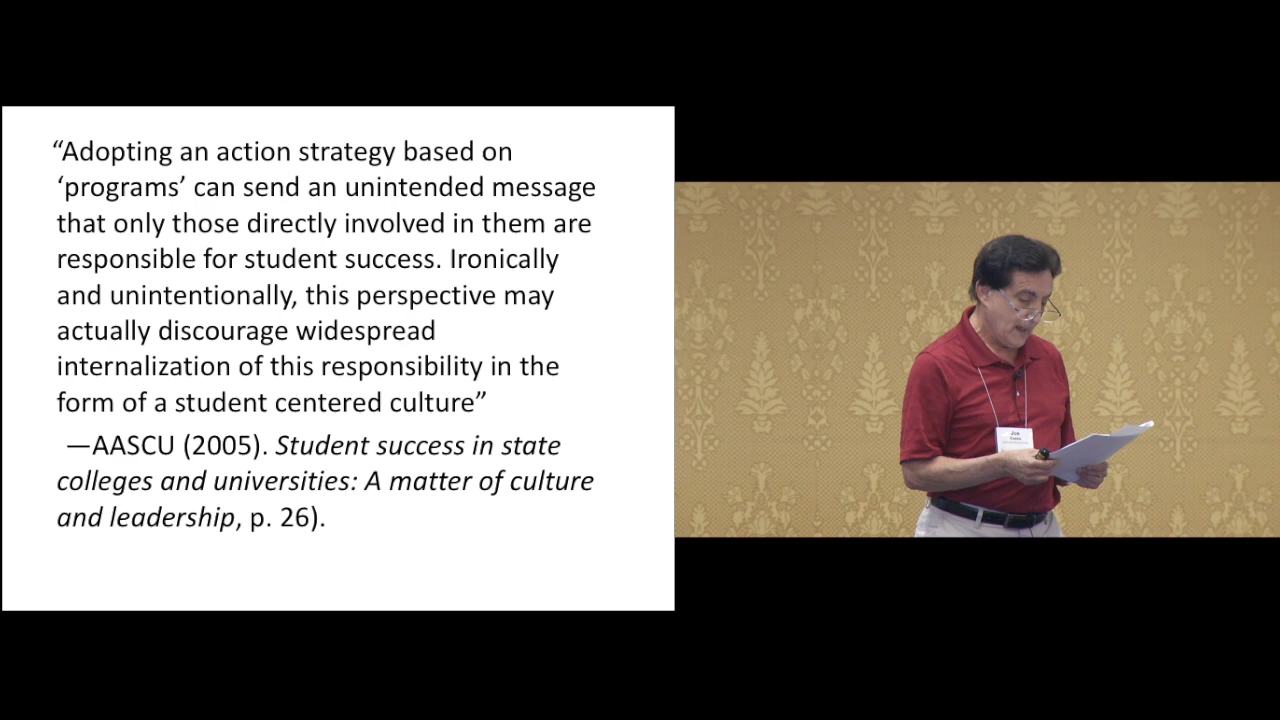 “Adopting an action strategy based on
‘programs’ can send an unintended message
that only those directly involved in them are
responsible for student success. Ironically
and unintentionally, this perspective may
actually discourage widespread
internalization of this responsibility in the
form of a student centered culture”
—AASCU (2005). Student success in state
colleges and universities: A matter of culture
and leadership, p. 26).
Joe